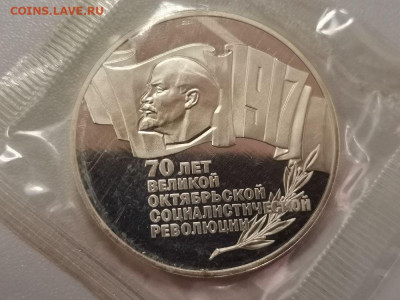 COINS.LAVE.RU
1917
70 ЛЕТ
ВЕЛИКОЙ
ОКТЯБРЬСКОЙ
СОЦИАЛИСТИЧЕСКОЙ
РЕВОЛЮЦИИ